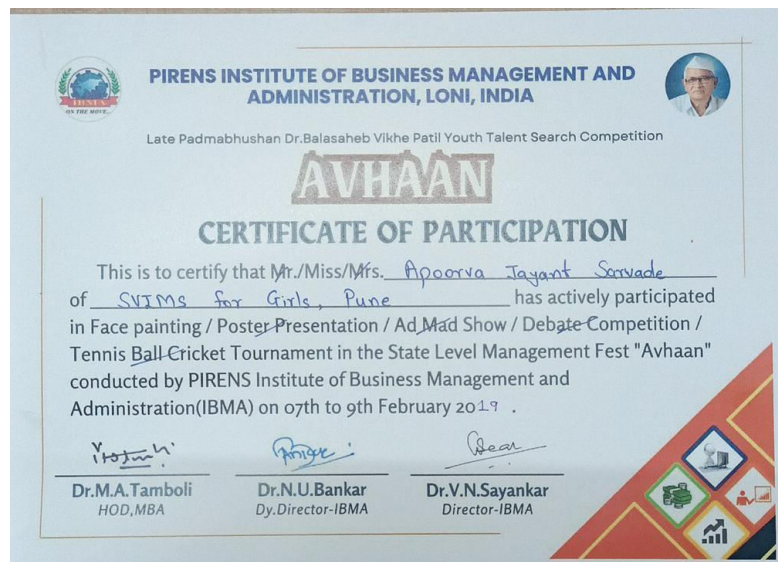 PIRENS INSTITUTE OF BUSINESS MANAGEMENT AND
ADMINISTRATION, LONI, INDIA
IBMA
ON THE MOVE...
Late Padmabhushan Dr.Balasaheb Vikhe Patil Youth Talent Search Competition
AVHAAN
CERTIFICATE OF PARTICIPATION
This is to certify that Mr./Miss/Mrs. Apoorva Jayant Sarvade
of SVIMS for Girls, Pune has actively participated
in Face painting / Poster Presentation / Ad Mad Show / Debate Competition /
Tennis Ball Cricket Tournament in the State Level Management Fest "Avhaan"
conducted by PIRENS Institute of Business Management and
Administration(IBMA) on 07th to 9th February 2019 .
Dr.M.A.Tamboli Dr.N.U.Bankar Dr.V.N.Sayankar
HOD,MBA Dy.Director-IBMA Director-IBMA